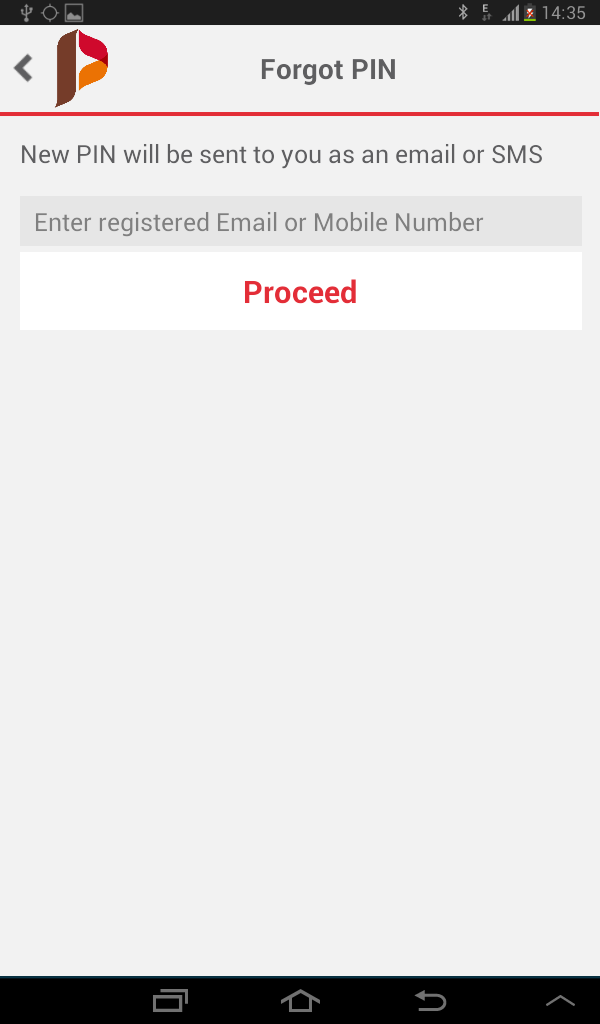 E 14:35
Forgot PIN
New PIN will be sent to you as an email or SMS
Enter registered Email or Mobile Number
Proceed